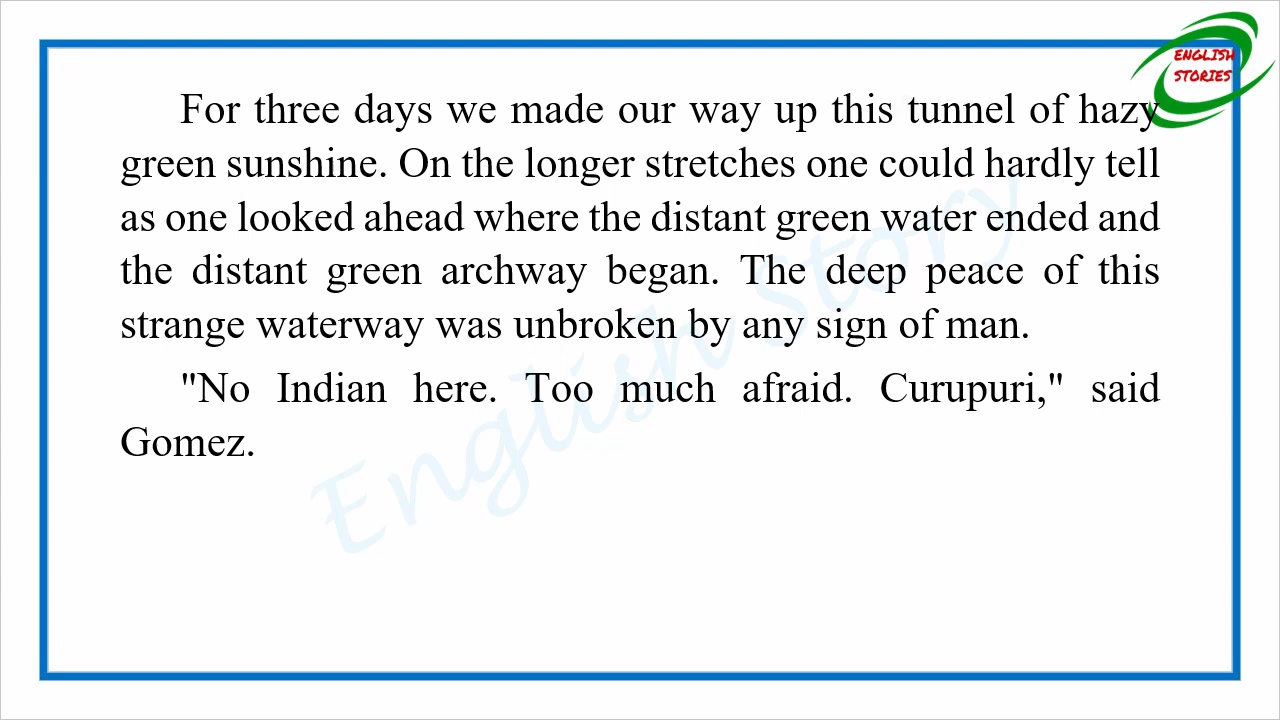 ENGLISH
STORIES
For three days we made our way up this tunnel of hazy
green sunshine. On the longer stretches one could hardly tell
as one looked ahead where the distant green water ended and
the distant green archway began. The deep peace of this
strange waterway was unbroken by any sign of man.
"No Indian here. Too much afraid. Curupuri," said
Gomez.
English Story